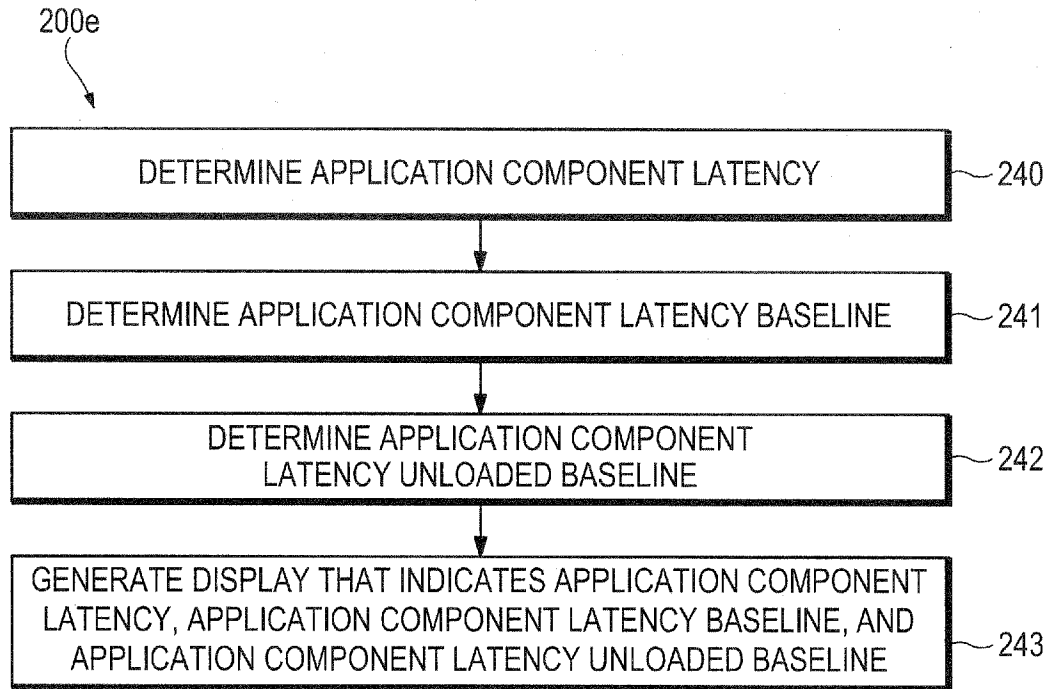 200e
DETERMINE APPLICATION COMPONENT LATENCY
240
DETERMINE APPLICATION COMPONENT LATENCY BASELINE
241
DETERMINE APPLICATION COMPONENT
LATENCY UNLOADED BASELINE
242
GENERATE DISPLAY THAT INDICATES APPLICATION COMPONENT
LATENCY, APPLICATION COMPONENT LATENCY BASELINE, AND
APPLICATION COMPONENT LATENCY UNLOADED BASELINE
243